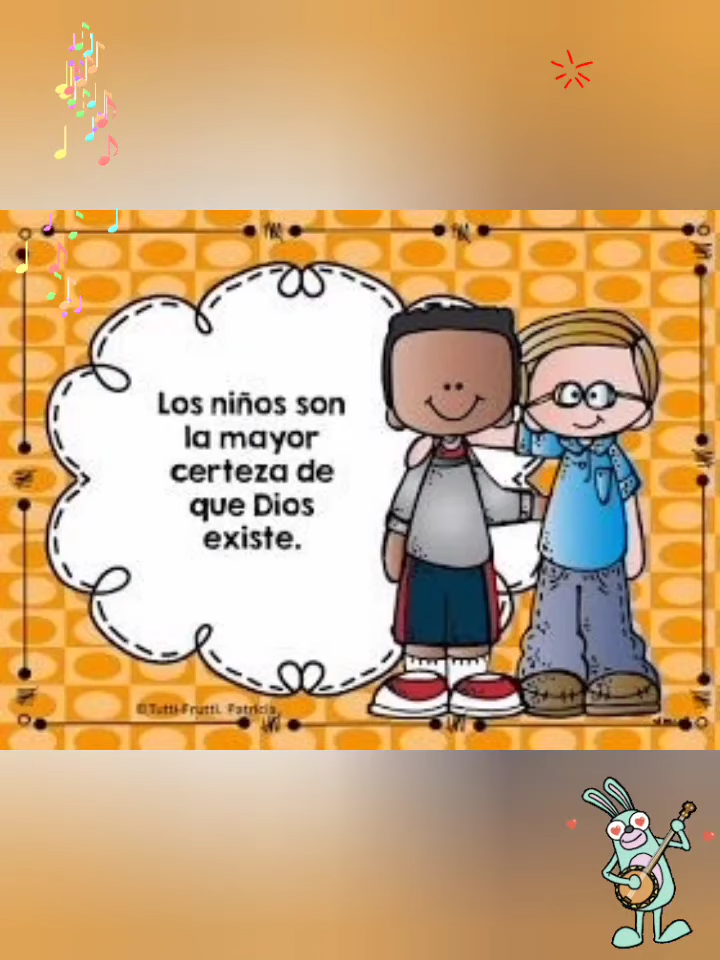 Los niños son
la mayor
certeza de
que Dios
existe.
©Tutti-Frutti. Patricia